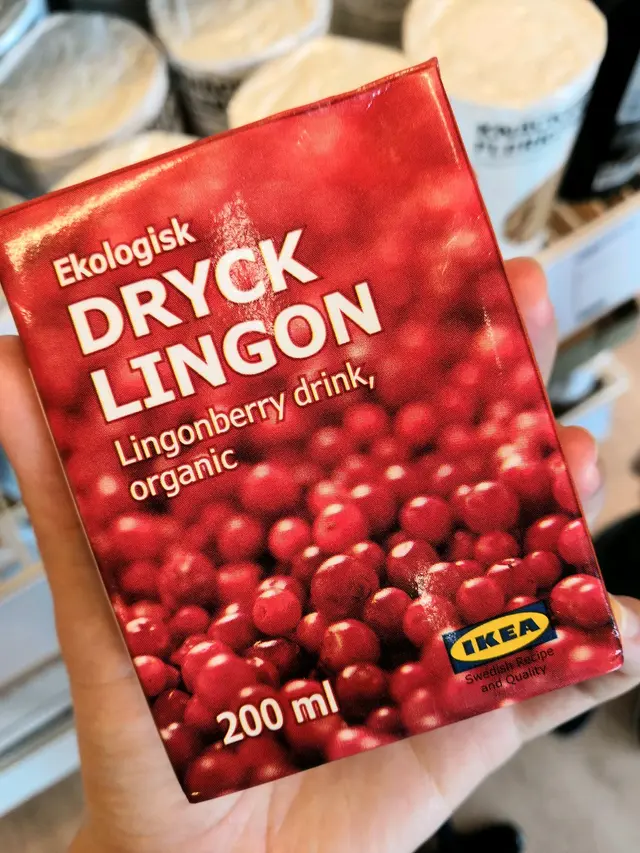 Ekologisk
DRYCK
LINGON
Lingonberry drink,
organic
200 ml
IKEA
Swedish Recipe
and Quality